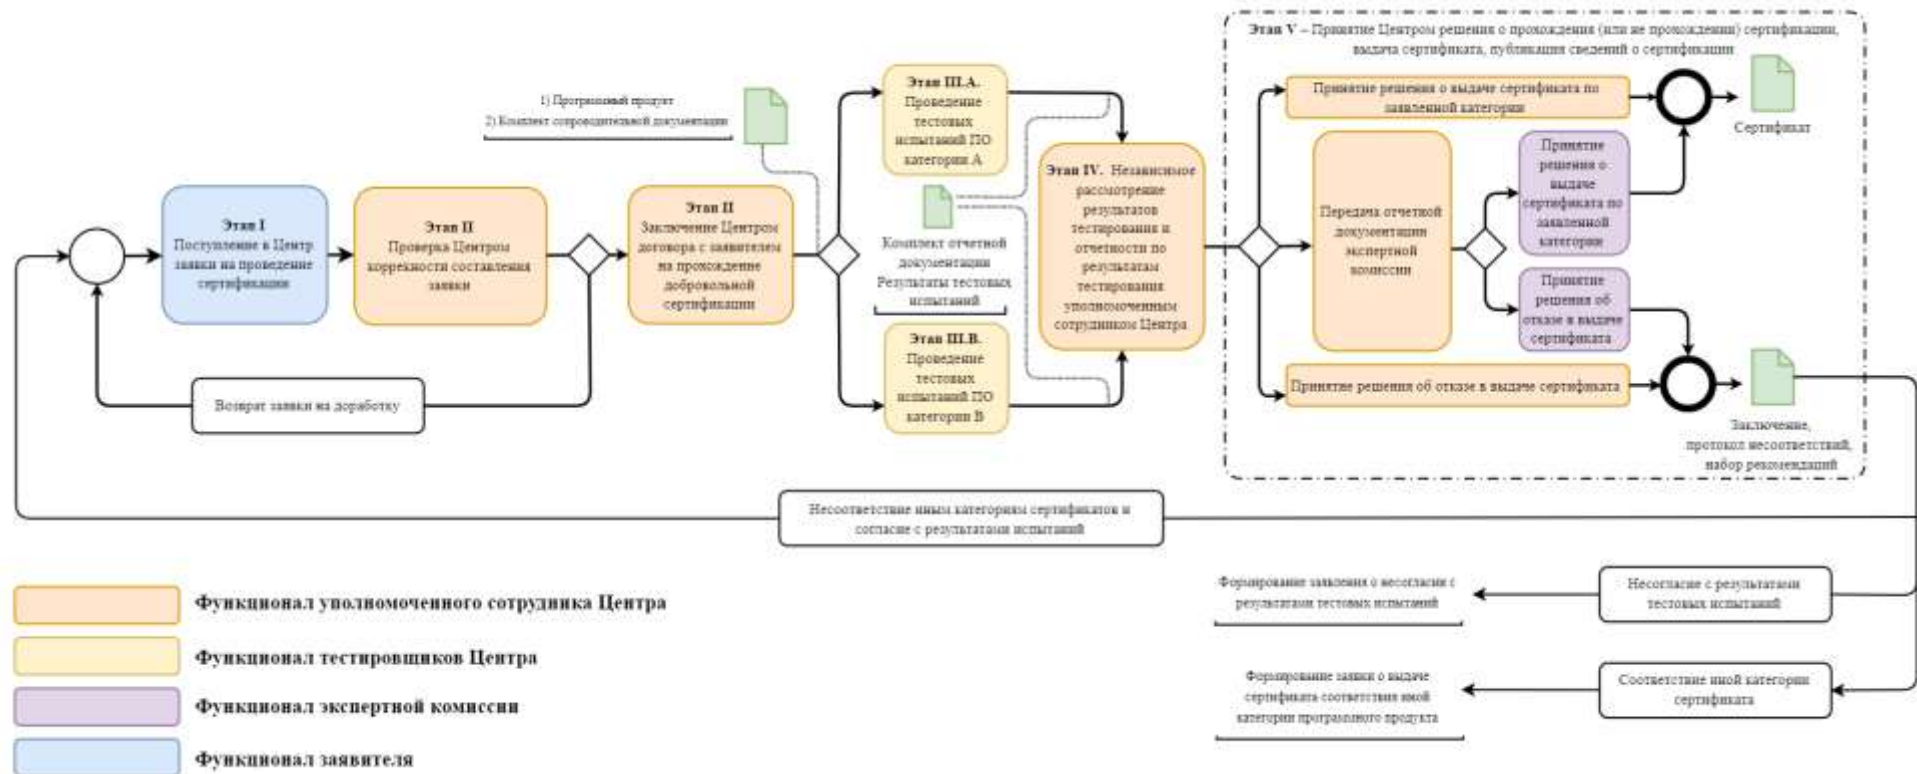 Этап V – Принятие Центром решения о прохождении (или не прохождении) сертификации,
выдача сертификата, публикация сведений о сертификации
1) Программный продукт
2) Комплект сопроводительной документации
Этап I
Поступление в Центр
заявки на проведение
сертификации
Этап II
Проверка Центром
коррекности составления
заявки
Этап II
Заключение Центром
договора с заявителем
на прохождение
добровольной
сертификации
Возврат заявки на доработку
Этап III.А.
Проведение
тестовых
испытаний ПО
категории А
Комплект отчетной
документации
Результаты тестовых
испытаний
Этап III.В.
Проведение
тестовых
испытаний ПО
категории В
Этап IV. Независимое
рассмотрение
результатов
тестирования и
отчетности по
результатам
тестирования
уполномоченным
сотрудником Центра
Принятие решения о выдаче сертификата по
заявленной категории
Передача отчетной
документации
экспертной
комиссии
Принятие
решения о
выдаче
сертификата по
заявленной
категории
Принятие
решения об
отказе в выдаче
сертификата
Принятие решения об отказе в выдаче сертификата
Сертификат
Заключение,
протокол несоответствий,
набор рекомендаций
Несоответствие иным категориям сертификатов и
согласие с результатами испытаний
Формирование заявления о несогласии с
результатами тестовых испытаний
Несогласие с результатами
тестовых испытаний
Формирование заявки о выдаче
сертификата соответствия иной
категории программного продукта
Соответствие иной категории
сертификата
Функционал уполномоченного сотрудника Центра
Функционал тестировщиков Центра
Функционал экспертной комиссии
Функционал заявителя